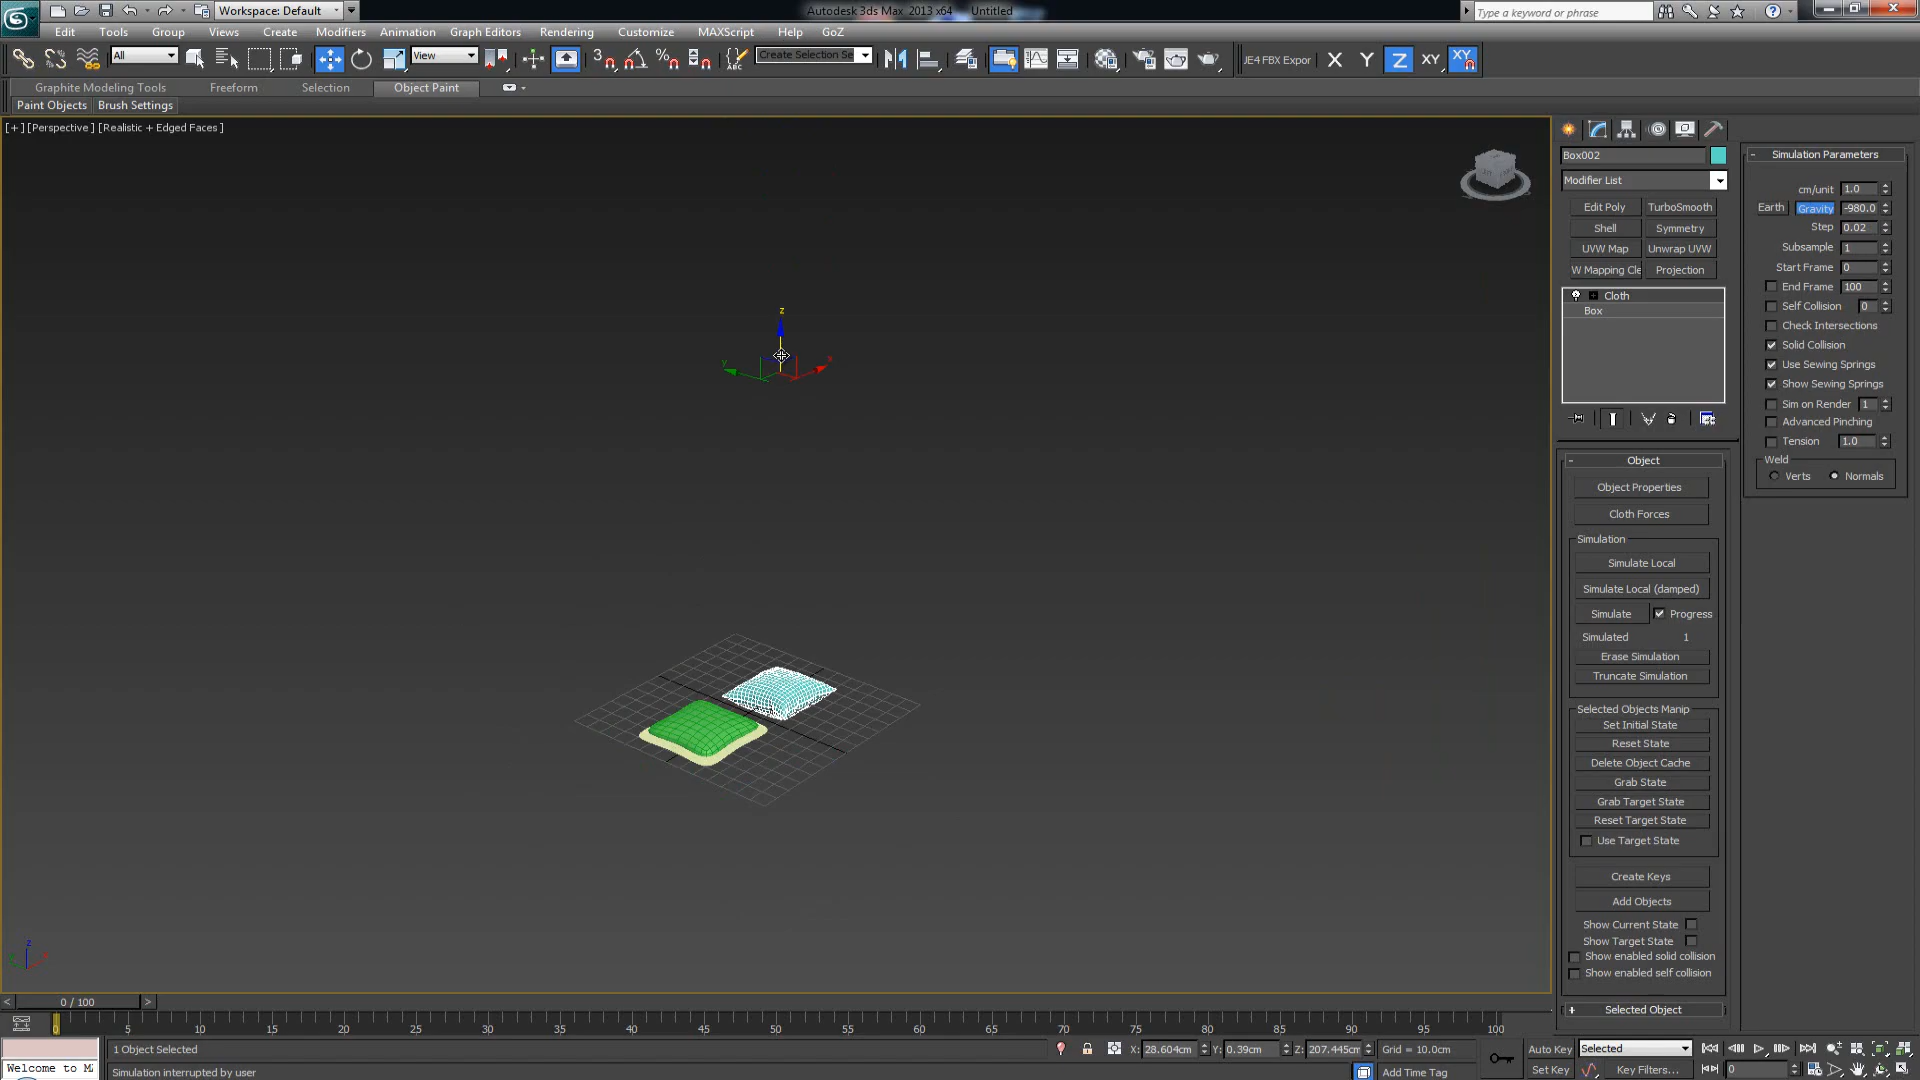 Workspace: Default
Autodesk 3ds Max 2013 x64 Untitled
Type a keyword or phrase
Edit Tools Group Views Create Modifiers Animation Graph Editors Rendering Customize MAXScript Help GoZ
All
View
3
Create Selection Se
JE4 FBX Expor X Y Z XY XY
Graphite Modeling Tools Freeform Selection Object Paint
Paint Objects Brush Settings
[+] [Perspective] [Realistic + Edged Faces]
z
y
x
Box002
Modifier List
Edit Poly TurboSmooth
Shell Symmetry
UVW Map Unwrap UVW
W Mapping Cle Projection
Cloth
Box
Simulation Parameters
cm/unit 1.0
Earth Gravity -980.0
Step 0.02
Subsample 1
Start Frame 0
End Frame 100
Self Collision 0
Check Intersections
Solid Collision
Use Sewing Springs
Show Sewing Springs
Sim on Render 1
Advanced Pinching
Tension 1.0
Weld
Verts Normals
Object
Object Properties
Cloth Forces
Simulation
Simulate Local
Simulate Local (damped)
Simulate Progress
Simulated 1
Erase Simulation
Truncate Simulation
Selected Objects Manip
Set Initial State
Reset State
Delete Object Cache
Grab State
Grab Target State
Reset Target State
Use Target State
Create Keys
Add Objects
Show Current State
Show Target State
Show enabled solid collision
Show enabled self collision
Selected Object
z
< 0 / 100 >
0 5 10 15 20 25 30 35 40 45 50 55 60 65 70 75 80 85 90 95 100
1 Object Selected
X: 28.604cm Y: 0.39cm Z: 207.445cm Grid = 10.0cm
Auto Key Selected
Welcome to MA
Simulation interrupted by user
Add Time Tag
Set Key Key Filters... 0